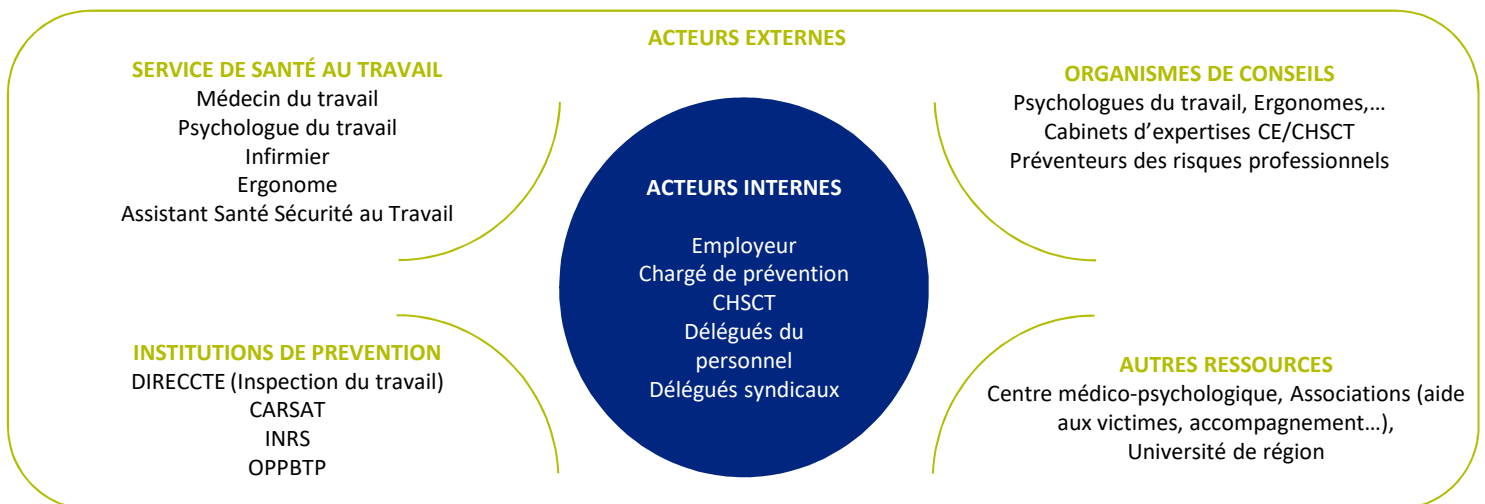 ACTEURS EXTERNES
SERVICE DE SANTÉ AU TRAVAIL
Médecin du travail
Psychologue du travail
Infirmier
Ergonome
Assistant Santé Sécurité au Travail
ORGANISMES DE CONSEILS
Psychologues du travail, Ergonomes,…
Cabinets d’expertises CE/CHSCT
Préventeurs des risques professionnels
ACTEURS INTERNES
Employeur
Chargé de prévention
CHSCT
Délégués du
personnel
Délégués syndicaux
INSTITUTIONS DE PREVENTION
DIRECCTE (Inspection du travail)
CARSAT
INRS
OPPBTP
AUTRES RESSOURCES
Centre médico-psychologique, Associations (aide
aux victimes, accompagnement…),
Université de région